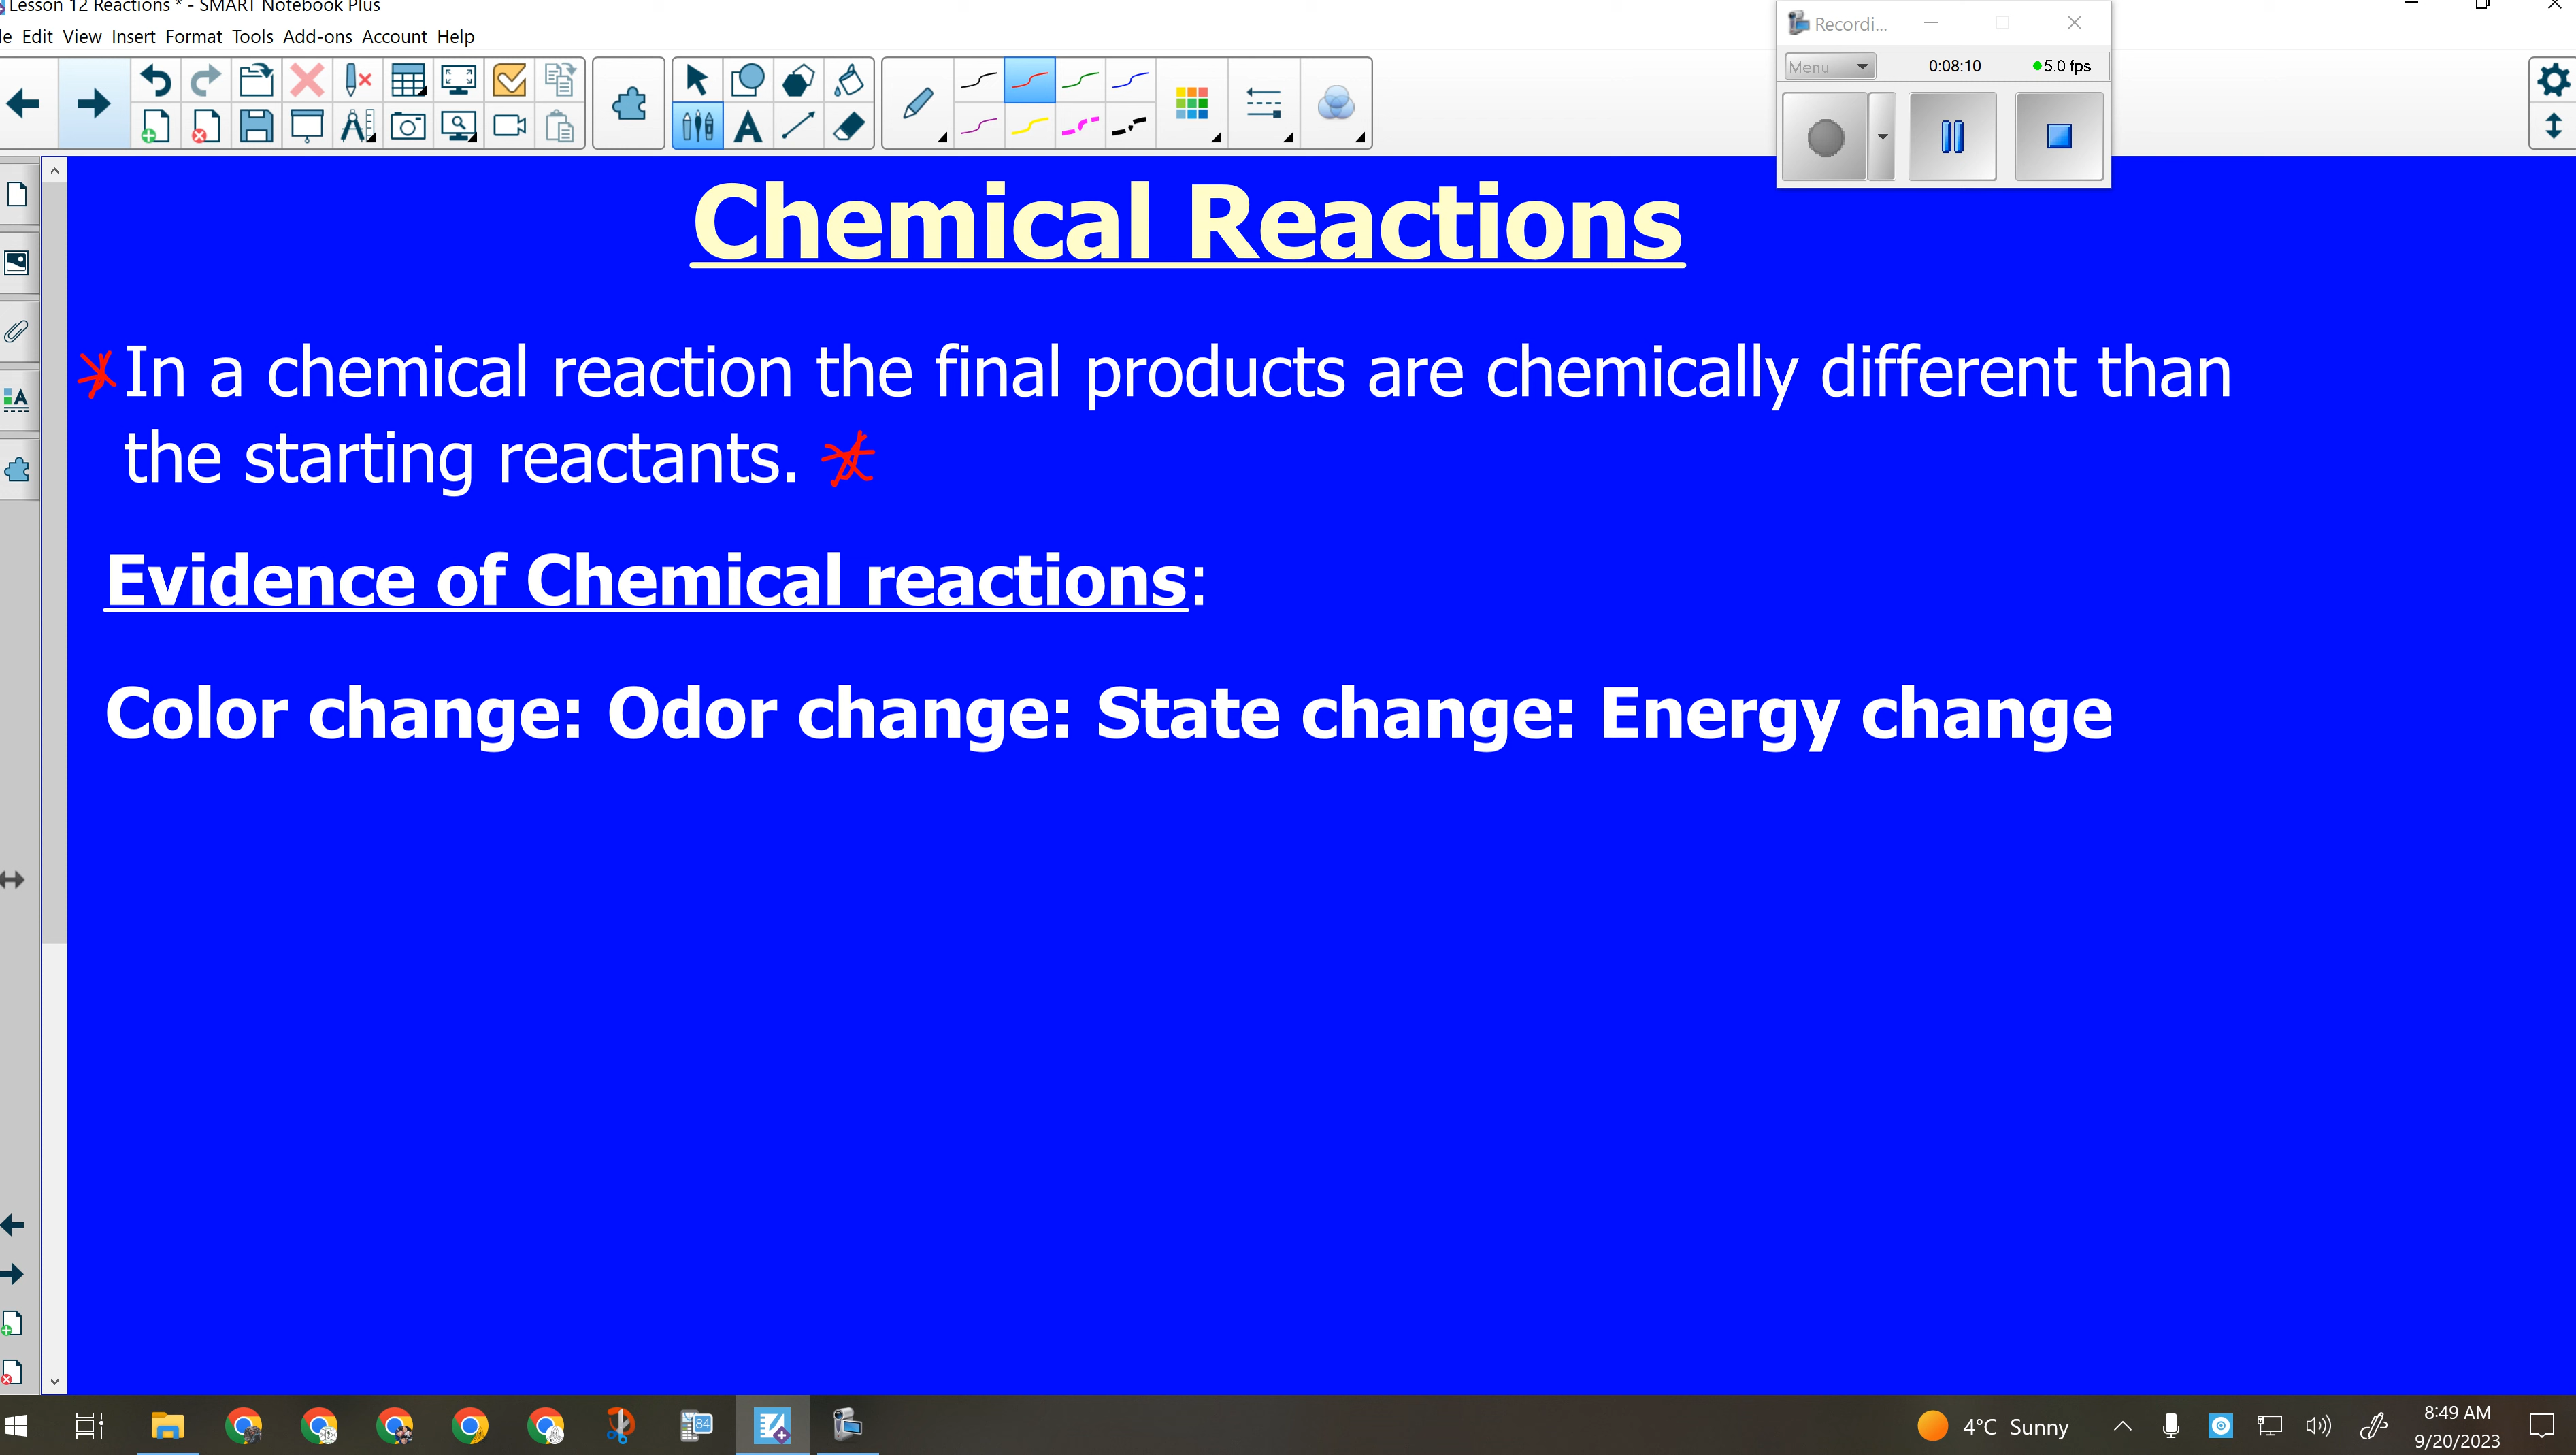 Lesson 12 Reactions * - SMART Notebook Plus
le Edit View Insert Format Tools Add-ons Account Help
Recordi...
Menu 0:08:10 5.0 fps
Chemical Reactions
In a chemical reaction the final products are chemically different than
the starting reactants.
Evidence of Chemical reactions:
Color change: Odor change: State change: Energy change
84
4°C Sunny
8:49 AM
9/20/2023